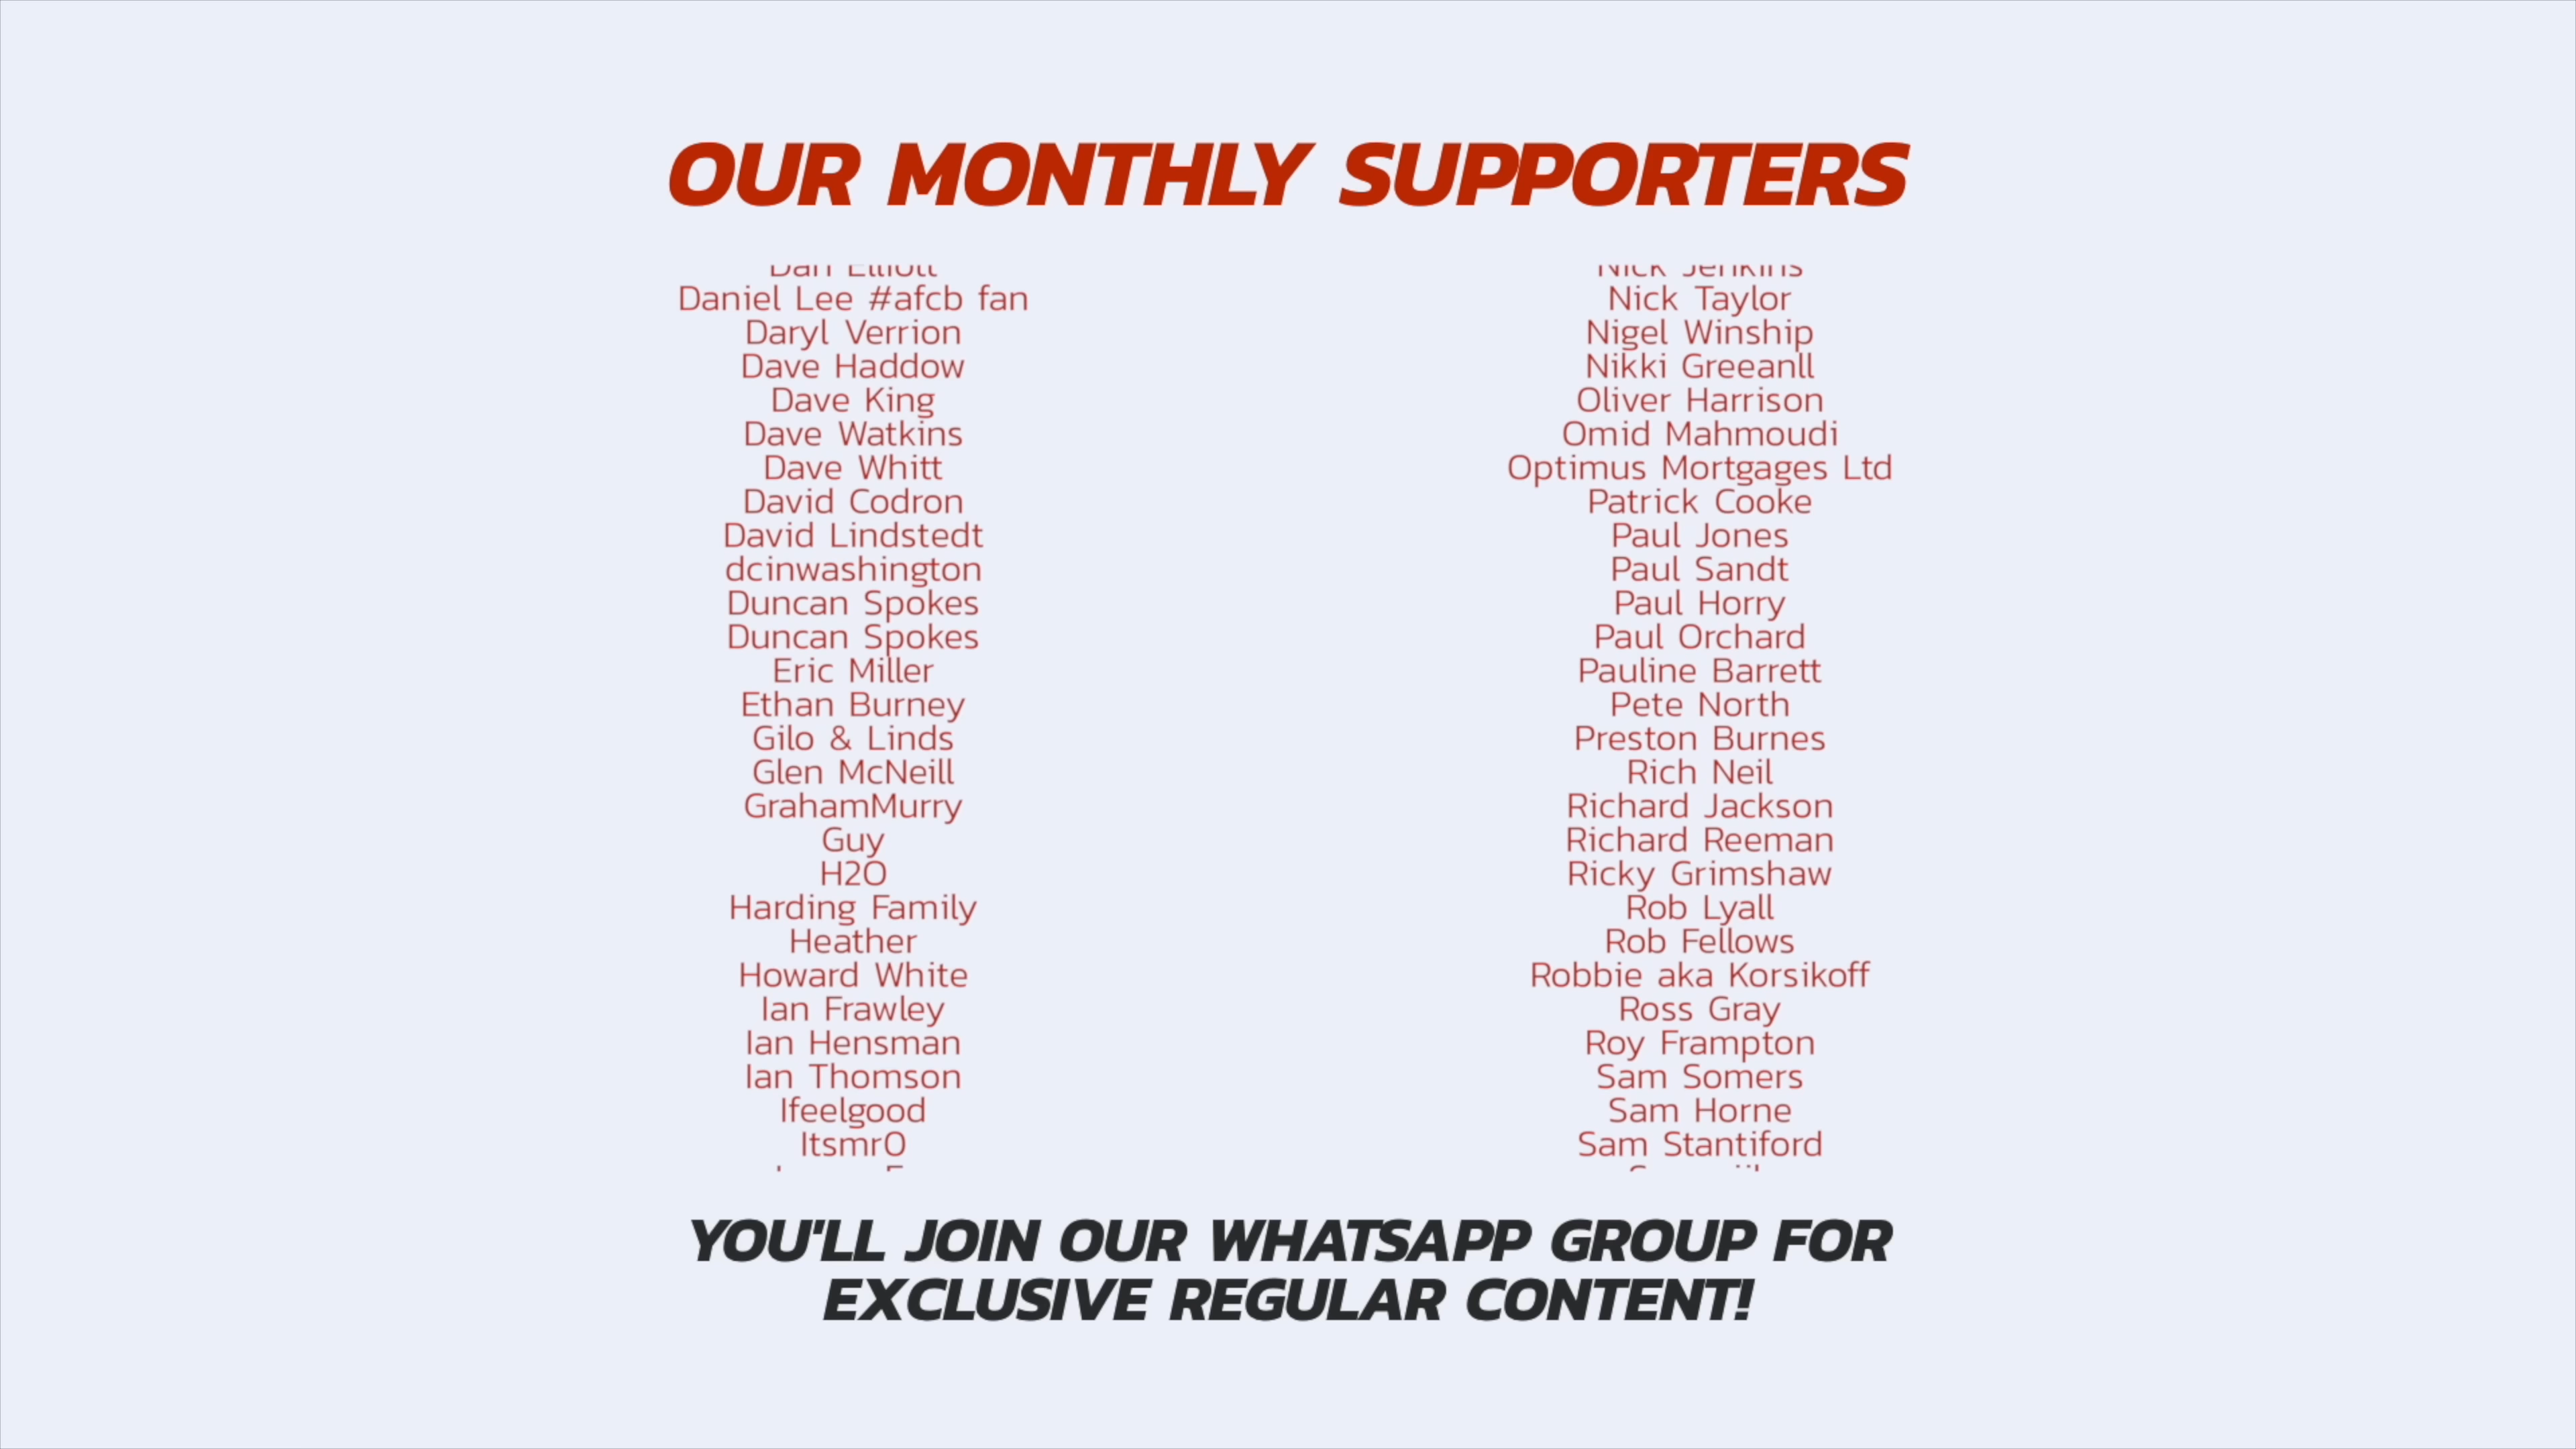 OUR MONTHLY SUPPORTERS
Dan Elliott
Daniel Lee #afcb fan
Daryl Verrion
Dave Haddow
Dave King
Dave Watkins
Dave Whitt
David Codron
David Lindstedt
dcinwashington
Duncan Spokes
Duncan Spokes
Eric Miller
Ethan Burney
Gilo & Linds
Glen McNeill
GrahamMurry
Guy
H2O
Harding Family
Heather
Howard White
Ian Frawley
Ian Hensman
Ian Thomson
Ifeelgood
ItsmrO
Nick Jenkins
Nick Taylor
Nigel Winship
Nikki Greeanll
Oliver Harrison
Omid Mahmoudi
Optimus Mortgages Ltd
Patrick Cooke
Paul Jones
Paul Sandt
Paul Horry
Paul Orchard
Pauline Barrett
Pete North
Preston Burnes
Rich Neil
Richard Jackson
Richard Reeman
Ricky Grimshaw
Rob Lyall
Rob Fellows
Robbie aka Korsikoff
Ross Gray
Roy Frampton
Sam Somers
Sam Horne
Sam Stantiford
YOU'LL JOIN OUR WHATSAPP GROUP FOR
EXCLUSIVE REGULAR CONTENT!